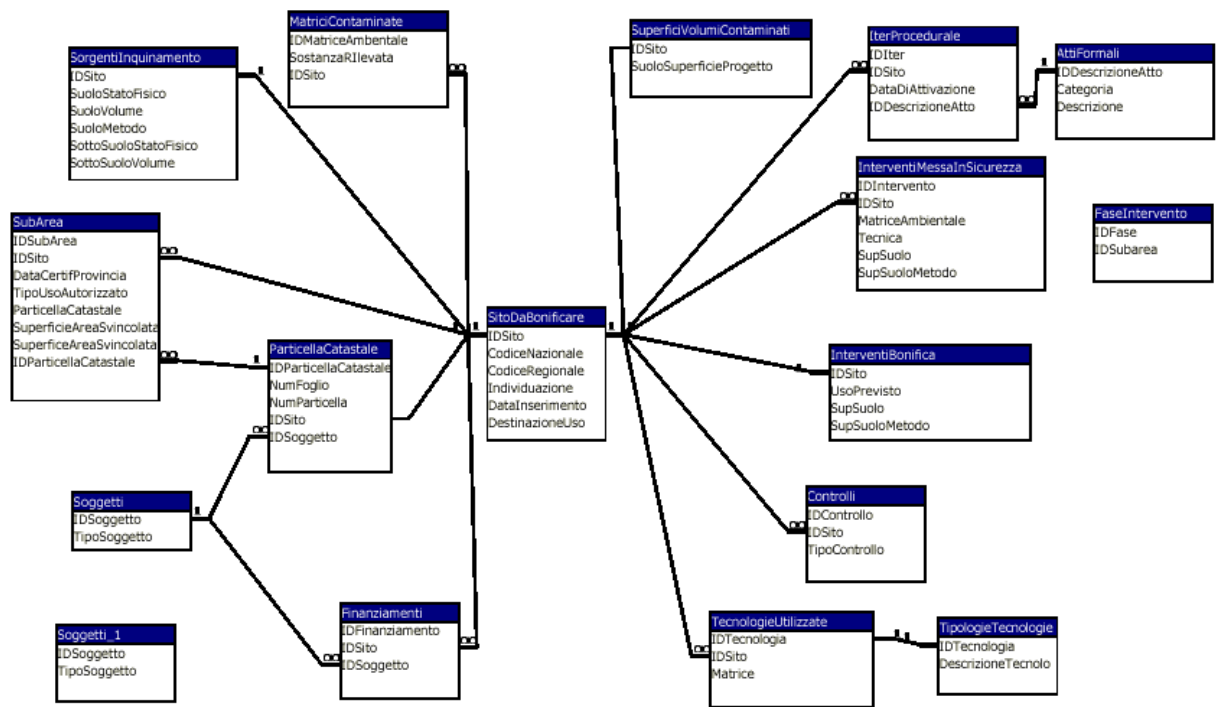 MatriciContaminate
IDMatriceAmbentale
SostanzaRIlevata
IDSito
SorgentiInquinamento
IDSito
SuoloStatoFisico
SuoloVolume
SuoloMetodo
SottoSuoloStatoFisico
SottoSuoloVolume
SubArea
IDSubArea
IDSito
DataCertifProvincia
TipoUsoAutorizzato
ParticellaCatastale
SuperficieAreaSvincolata
SuperficeAreaSvincolata
IDParticellaCatastale
ParticellaCatastale
IDParticellaCatastale
NumFoglio
NumParticella
IDSito
IDSoggetto
Soggetti
IDSoggetto
TipoSoggetto
Soggetti_1
IDSoggetto
TipoSoggetto
Finanziamenti
IDFinanziamento
IDSito
IDSoggetto
SitoDaBonificare
IDSito
CodiceNazionale
CodiceRegionale
Individuazione
DataInserimento
DestinazioneUso
SuperficiVolumiContaminati
IDSito
SuoloSuperficieProgetto
IterProcedurale
IDIter
IDSito
DataDiAttivazione
IDDescrizioneAtto
AttiFormali
IDDescrizioneAtto
Categoria
Descrizione
InterventiMessaInSicurezza
IDIntervento
IDSito
MatriceAmbientale
Tecnica
SupSuolo
SupSuoloMetodo
FaseIntervento
IDFase
IDSubarea
InterventiBonifica
IDSito
UsoPrevisto
SupSuolo
SupSuoloMetodo
Controlli
IDControllo
IDSito
TipoControllo
TecnologieUtilizzate
IDTecnologia
IDSito
Matrice
TipologieTecnologie
IDTecnologia
DescrizioneTecnolo